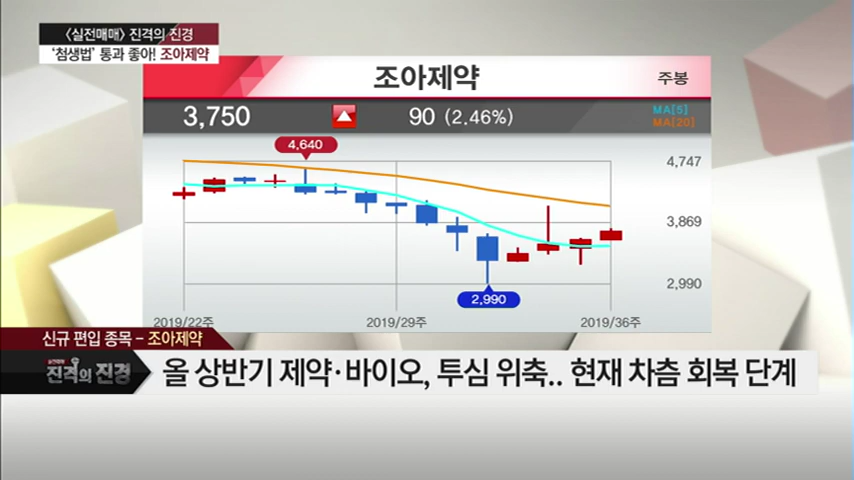 〈실전매매〉 진격의 진경
'첨생법' 통과 좋아! 조아제약
조아제약
주봉
3,750
90 (2.46%)
MA[5]
MA[20]
4,640
4,747
3,869
2,990
2,990
2019/22주
2019/29주
2019/36주
신규 편입 종목 - 조아제약
실전매매
진격의 진경
올 상반기 제약·바이오, 투심 위축.. 현재 차츰 회복 단계